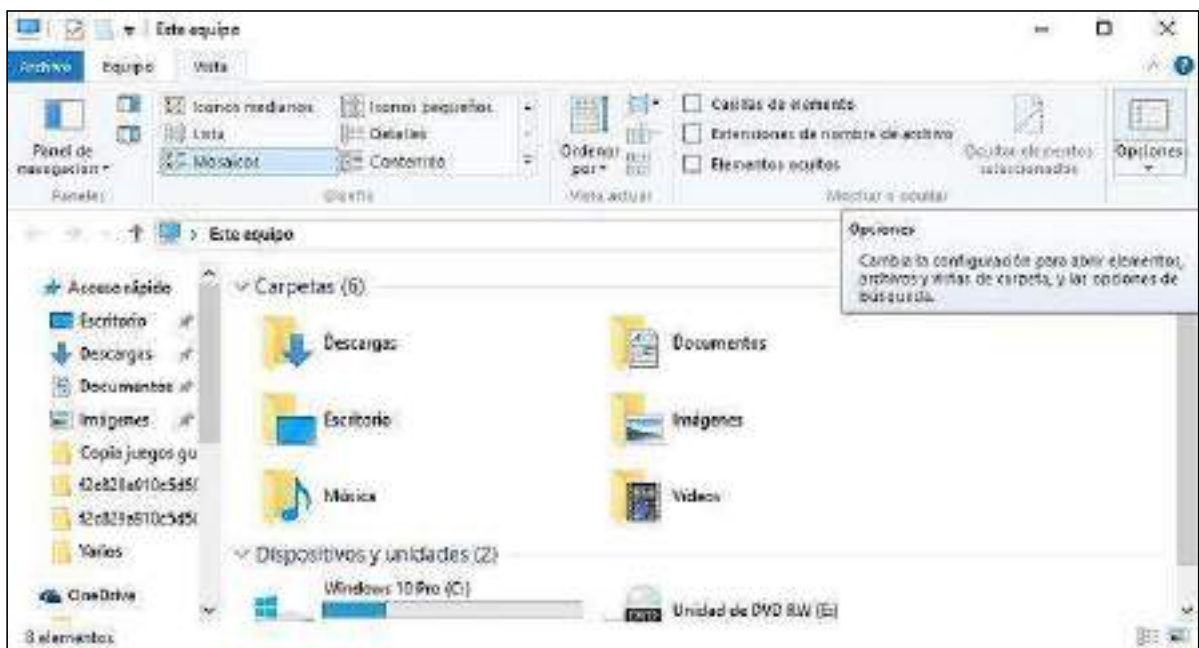 Este equipo
Archivo Equipo Vista
Panel de navegación
Iconos medianos Iconos pequeños
Lista Detalles
Mosaicos Contenido
Ordenar por
Casillas de elemento
Extensiones de nombre de archivo
Elementos ocultos
Ocultar elementos seleccionados
Opciones
Paneles Diseño Vista actual Mostrar u ocultar
Este equipo
Opciones
Cambia la configuración para abrir elementos,
archivos y vistas de carpeta, y las opciones de
búsqueda.
Acceso rápido
Escritorio
Descargas
Documentos
Imágenes
Copia juegos gu
Varios
OneDrive
Carpetas (6)
Descargas Documentos
Escritorio Imágenes
Música Vídeos
Dispositivos y unidades (2)
Windows 10 Pro (C:) Unidad de DVD RW (E:)
8 elementos